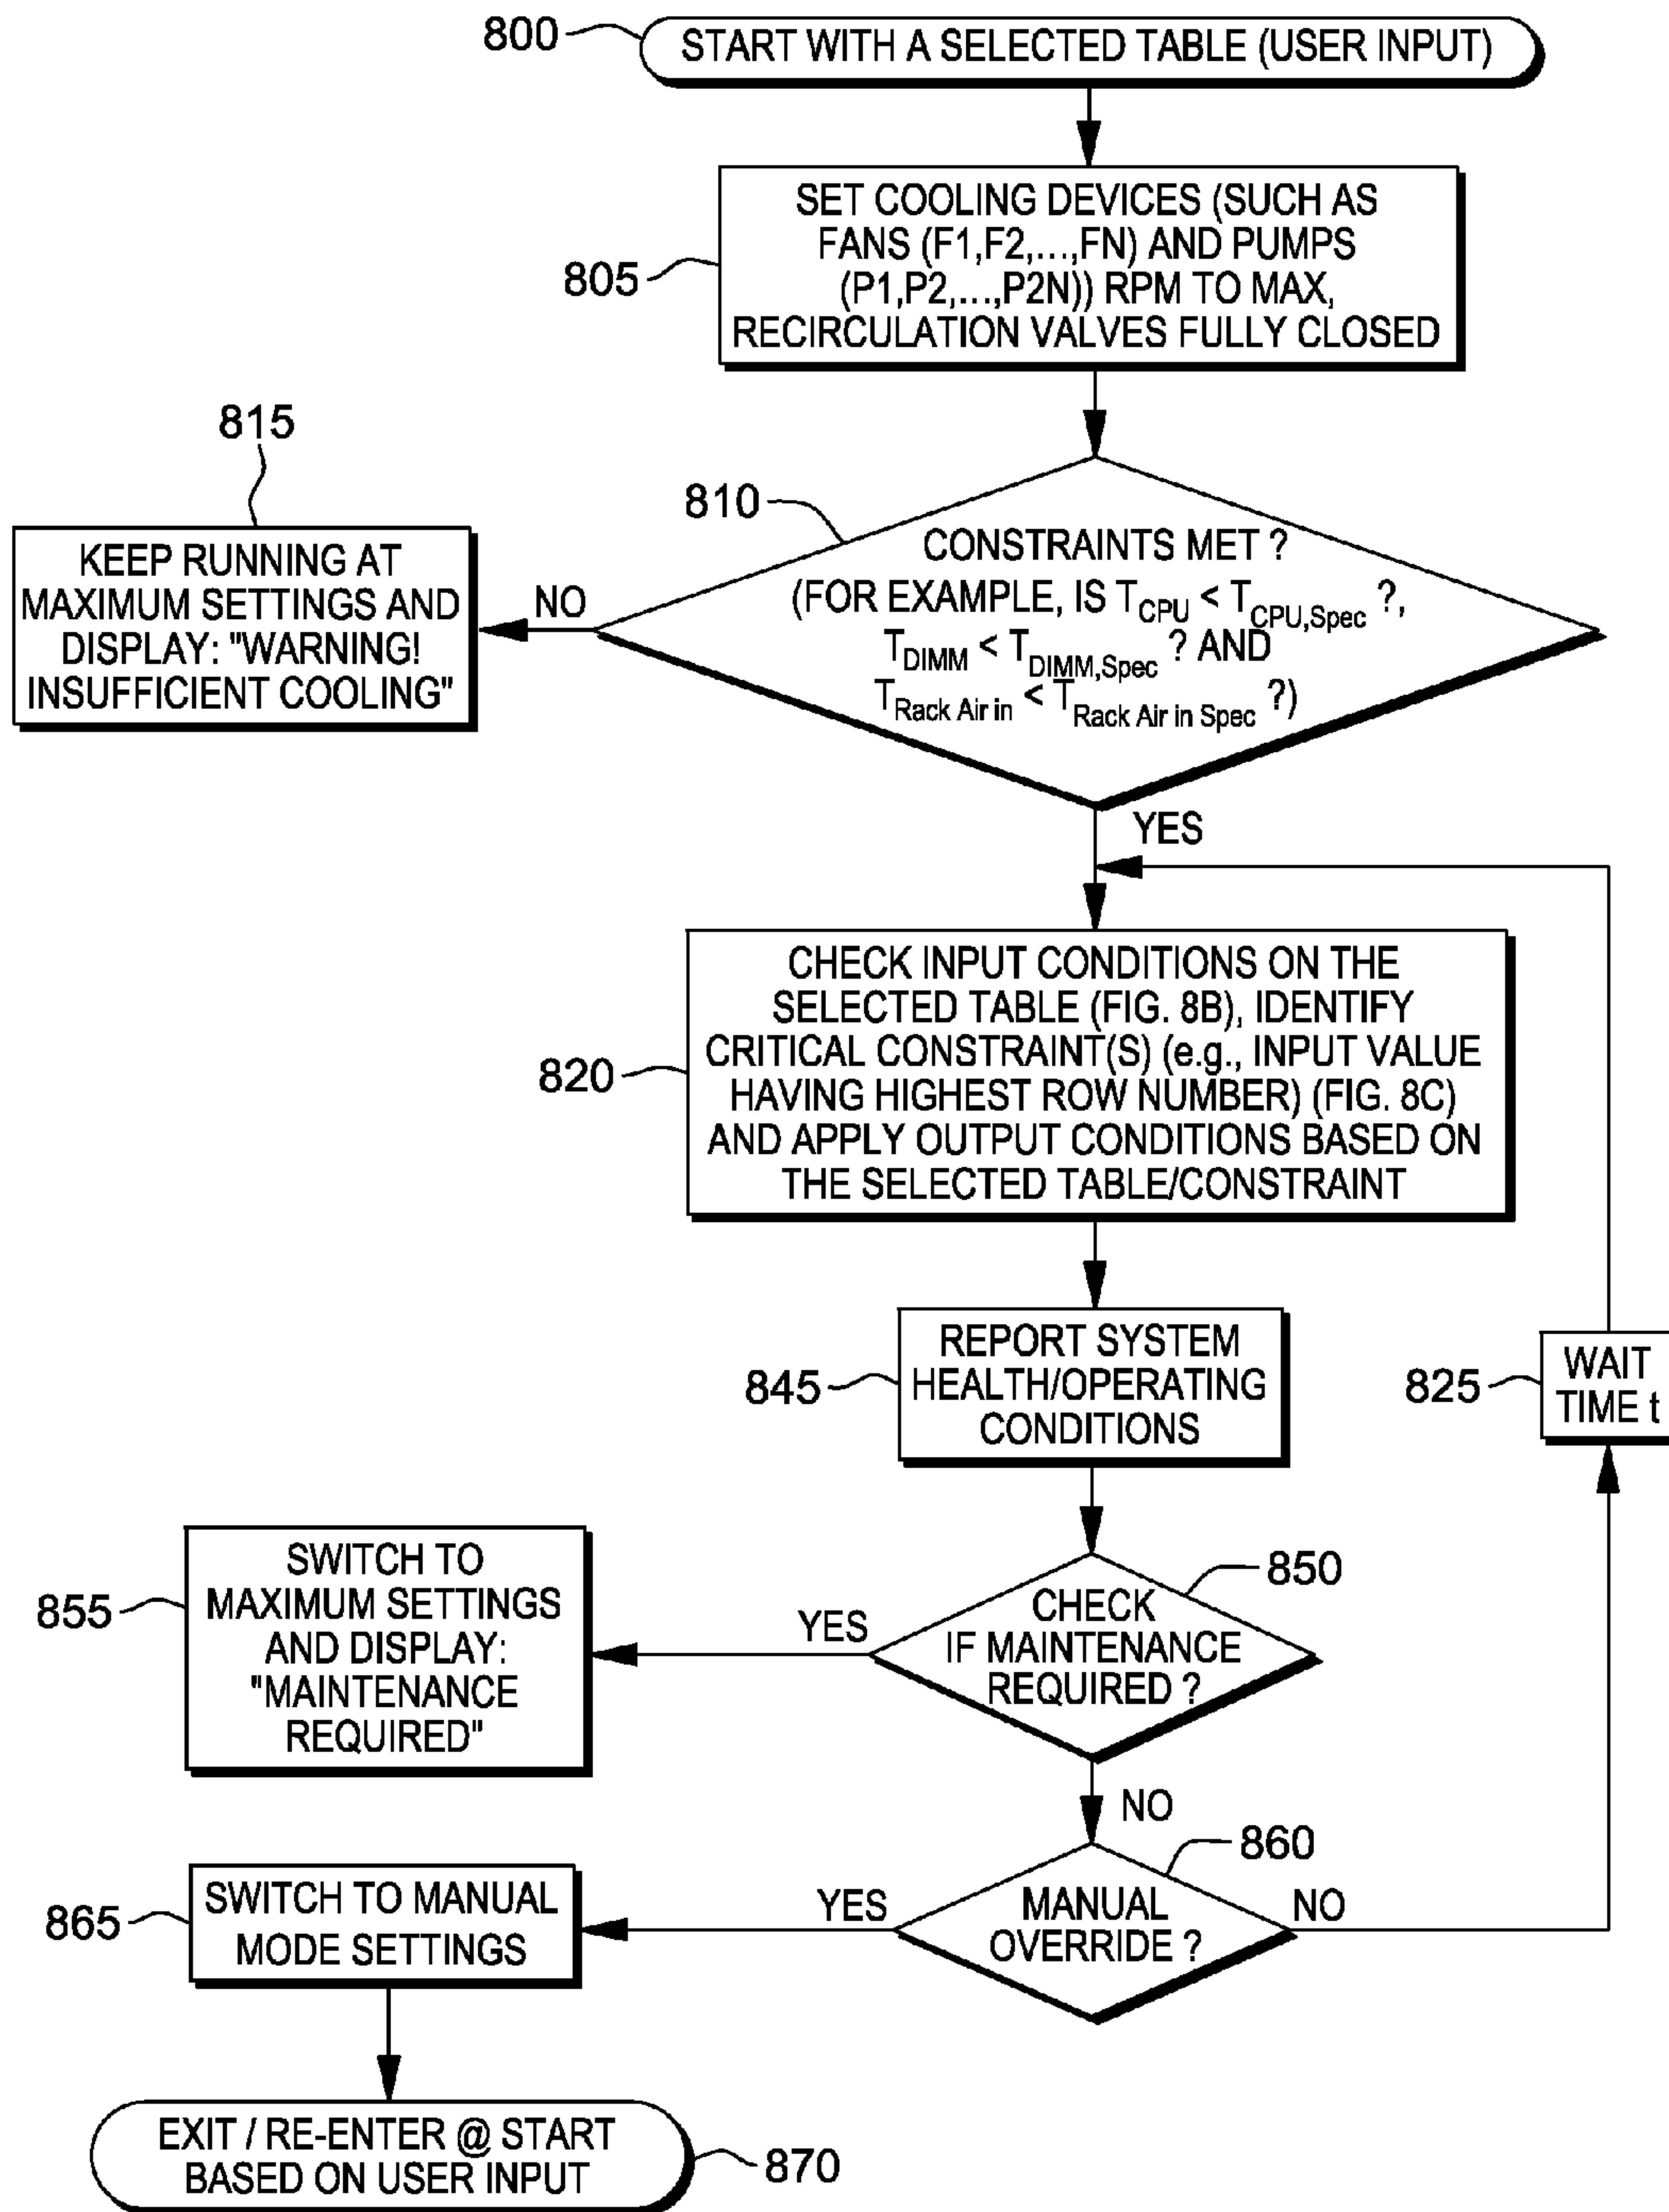 800
START WITH A SELECTED TABLE (USER INPUT)
805
SET COOLING DEVICES (SUCH AS
FANS (F1,F2,...,FN) AND PUMPS
(P1,P2,...,P2N)) RPM TO MAX,
RECIRCULATION VALVES FULLY CLOSED
810
CONSTRAINTS MET ?
(FOR EXAMPLE, IS T_CPU < T_CPU,Spec ?,
T_DIMM < T_DIMM,Spec ? AND
T_Rack Air in < T_Rack Air in Spec ?)
NO
815
KEEP RUNNING AT
MAXIMUM SETTINGS AND
DISPLAY: "WARNING!
INSUFFICIENT COOLING"
YES
820
CHECK INPUT CONDITIONS ON THE
SELECTED TABLE (FIG. 8B), IDENTIFY
CRITICAL CONSTRAINT(S) (e.g., INPUT VALUE
HAVING HIGHEST ROW NUMBER) (FIG. 8C)
AND APPLY OUTPUT CONDITIONS BASED ON
THE SELECTED TABLE/CONSTRAINT
845
REPORT SYSTEM
HEALTH/OPERATING
CONDITIONS
825
WAIT
TIME t
850
CHECK
IF MAINTENANCE
REQUIRED ?
YES
855
SWITCH TO
MAXIMUM SETTINGS
AND DISPLAY:
"MAINTENANCE
REQUIRED"
NO
860
MANUAL
OVERRIDE ?
NO
YES
865
SWITCH TO MANUAL
MODE SETTINGS
EXIT / RE-ENTER @ START
BASED ON USER INPUT
870